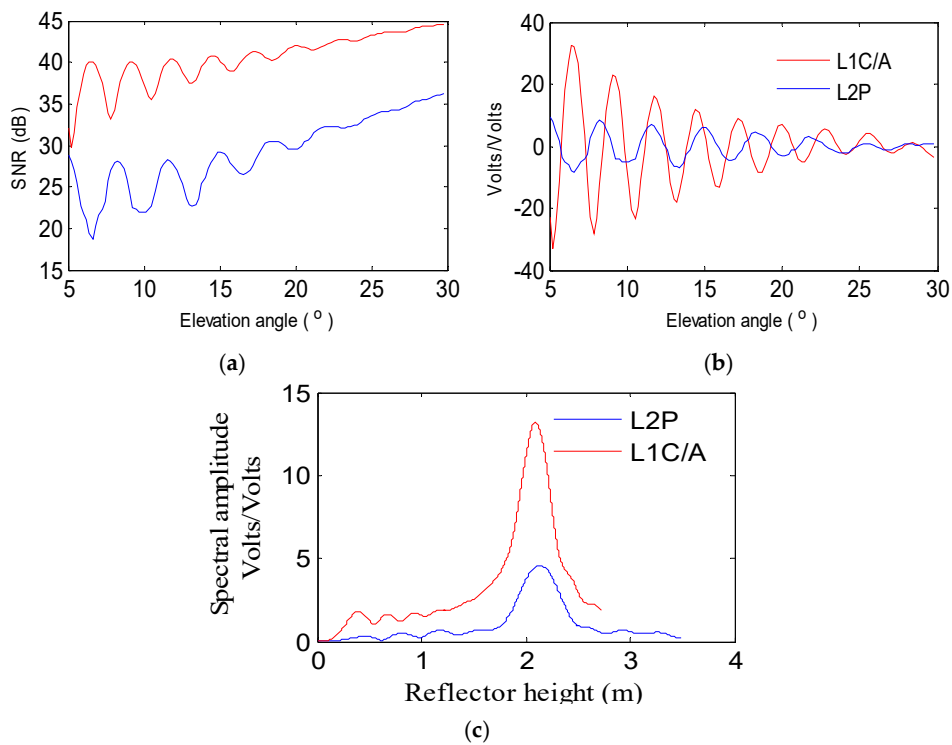 45
40
35
30
25
20
15
SNR (dB)
5 10 15 20 25 30
Elevation angle ( o )
(a)
40
20
0
-20
-40
Volts/Volts
L1C/A
L2P
5 10 15 20 25 30
Elevation angle ( o )
(b)
15
10
5
0
Spectral amplitude
Volts/Volts
L2P
L1C/A
0 1 2 3 4
Reflector height (m)
(c)